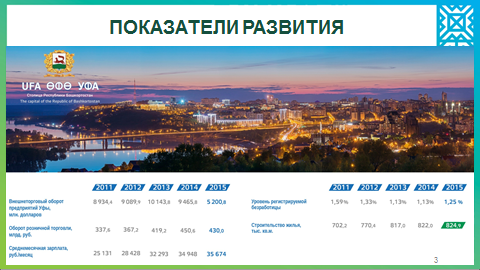 ПОКАЗАТЕЛИ РАЗВИТИЯ
UFA ӨФӨ УФА
Столица Республики Башкортостан
The capital of the Republic of Bashkortostan
2011 2012 2013 2014 2015
Внешнеторговый оборот
предприятий Уфы,
млн. долларов
8 934,4 9 089,9 10 143,8 9 465,8 5 200,8
Оборот розничной торговли,
млрд. руб.
337,6 367,2 419,2 450,6 430,0
Среднемесячная зарплата,
руб./месяц
25 131 28 428 32 293 34 948 35 674
2011 2012 2013 2014 2015
Уровень регистрируемой
безработицы
1,59 % 1,33% 1,13% 1,13% 1,25 %
Строительство жилья,
тыс. кв.м.
702,2 770,4 817,0 822,0 824,9
3